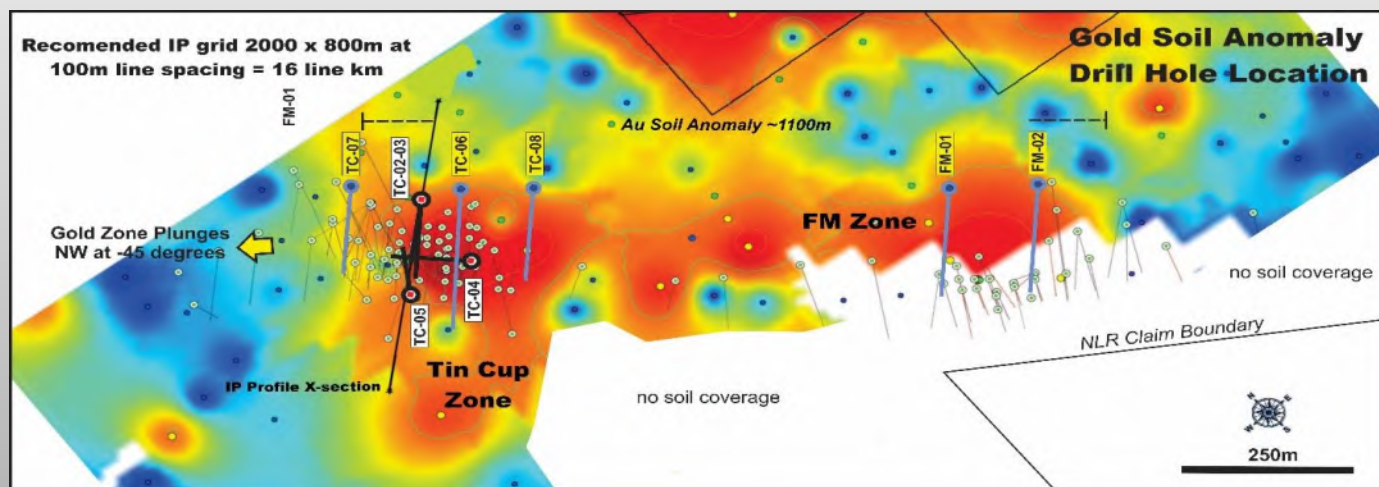 Recomended IP grid 2000 x 800m at
100m line spacing = 16 line km
Gold Soil Anomaly
Drill Hole Location
FM-01
Au Soil Anomaly ~1100m
TC-07
TC-02-03
TC-06
TC-08
FM-01
FM-02
FM Zone
Gold Zone Plunges
NW at -45 degrees
no soil coverage
TC-05
TC-04
NLR Claim Boundary
IP Profile X-section
Tin Cup
Zone
no soil coverage
250m